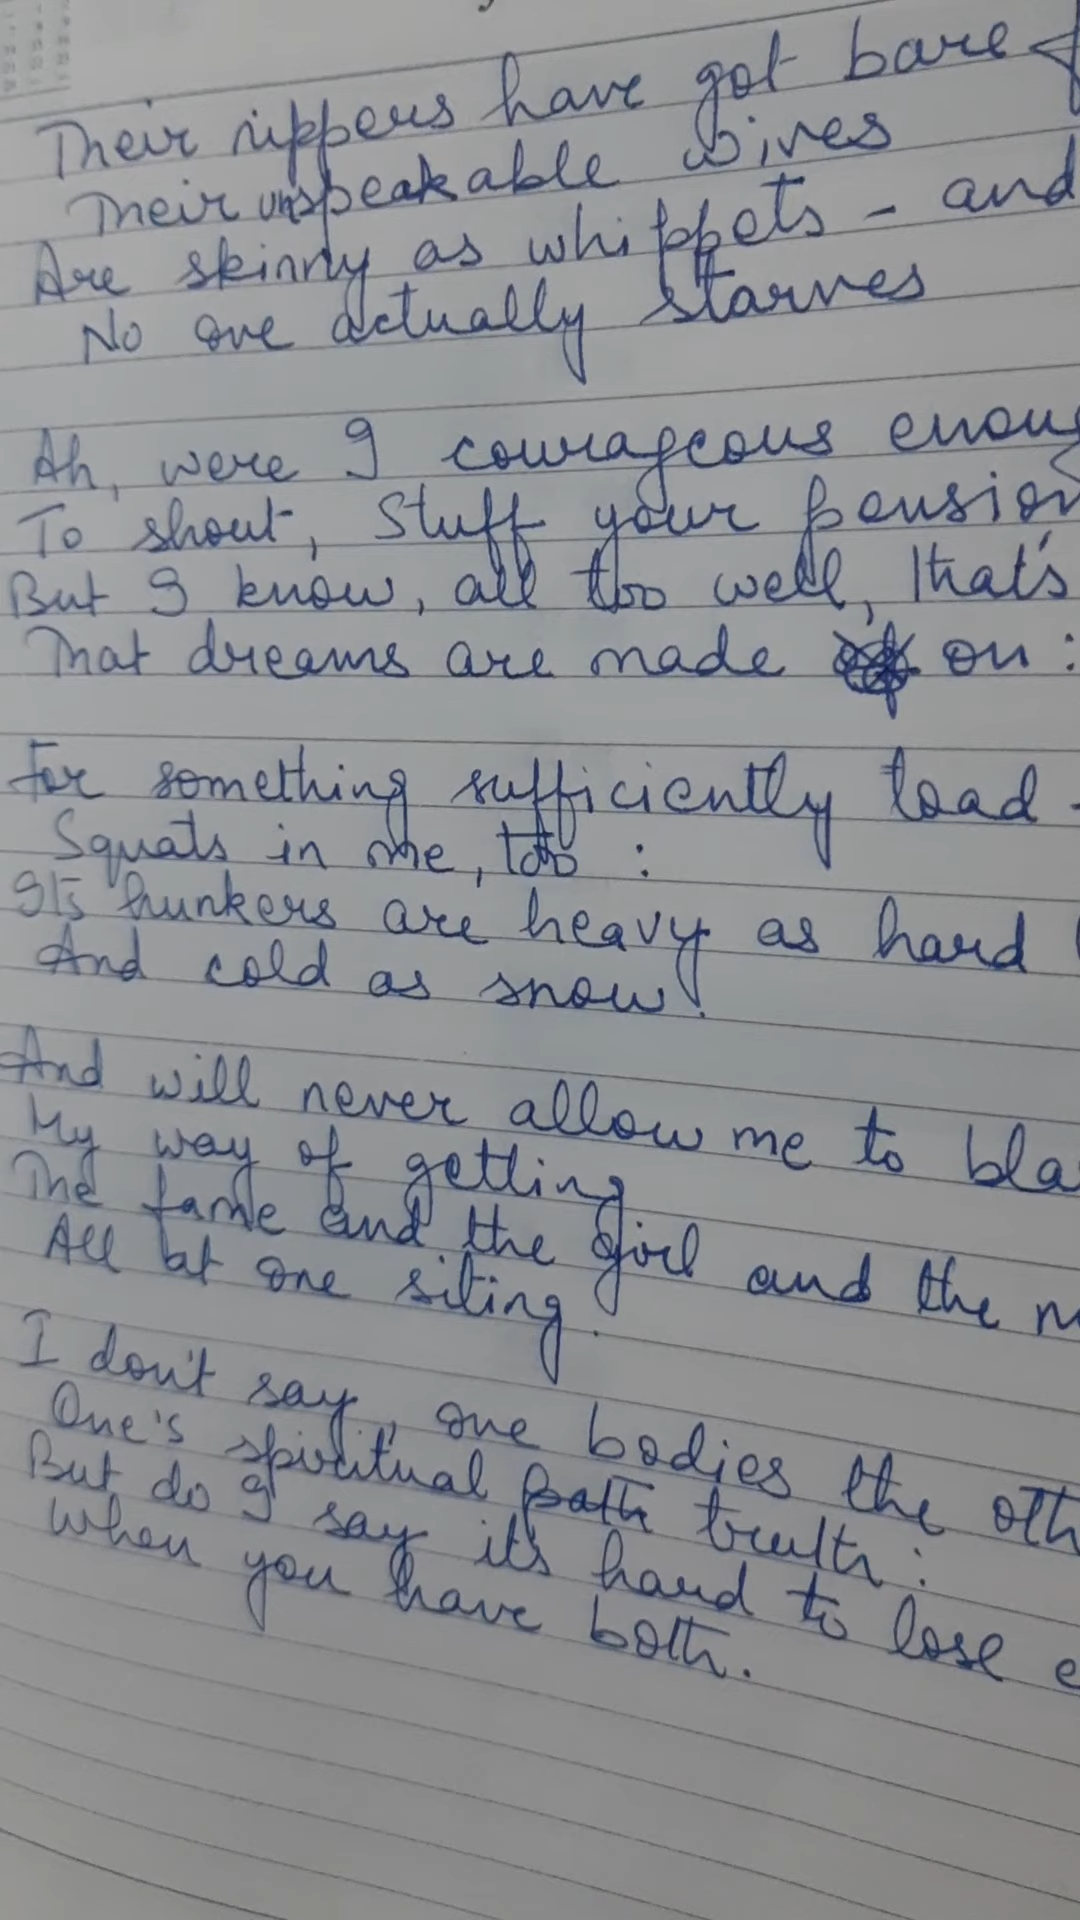 Their nippers have got bare
Their unspeakable wives
Are skinny as whippets - and
No one actually starves
Ah, were I courageous enoug
To shout, Stuff your pension
But I know, all too well, that's
That dreams are made on :
For something sufficiently toad -
Squats in me, too :
Its hunkers are heavy as hard
And cold as snow.
And will never allow me to bla
My way of getting
The fame and the girl and the m
All at one siting.
I don't say, one bodies the oth
One's spiritual truth :
But do I say it's hard to lose e
When you have both.